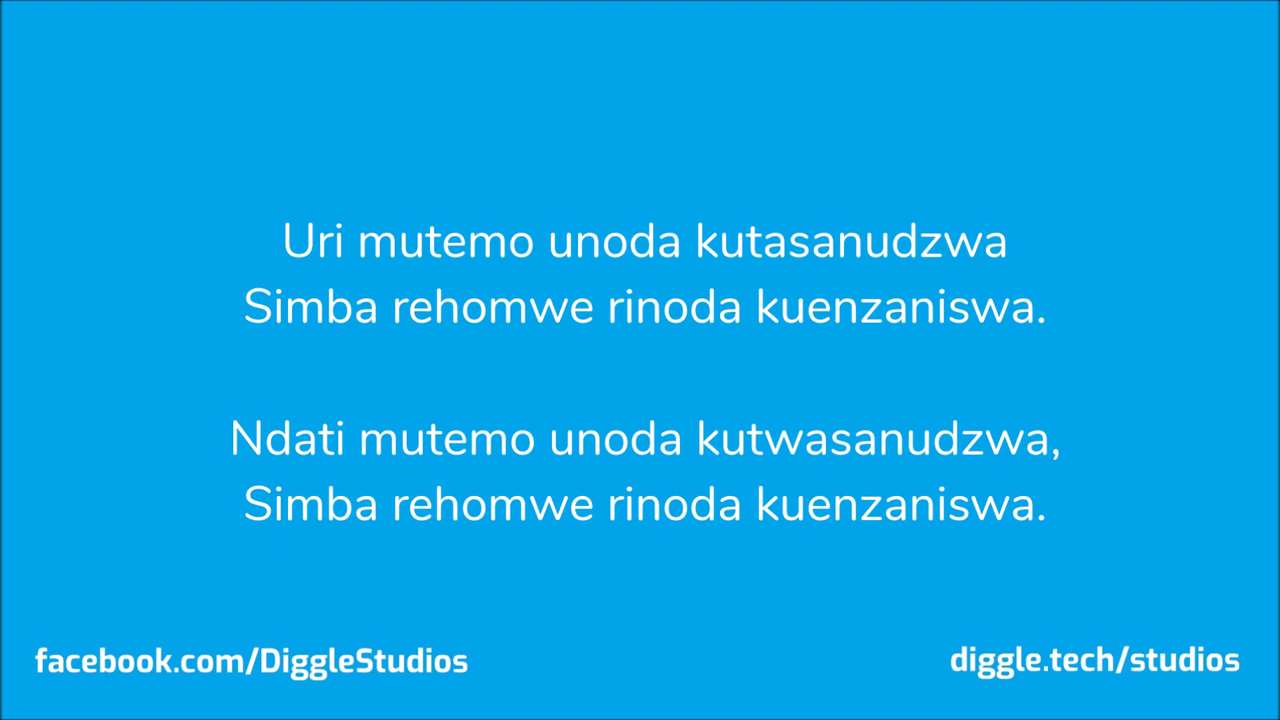 Uri mutemo unoda kutasanudzwa
Simba rehomwe rinoda kuenzaniswa.
Ndati mutemo unoda kutwasanudzwa,
Simba rehomwe rinoda kuenzaniswa.
facebook.com/DiggleStudios
diggle.tech/studios